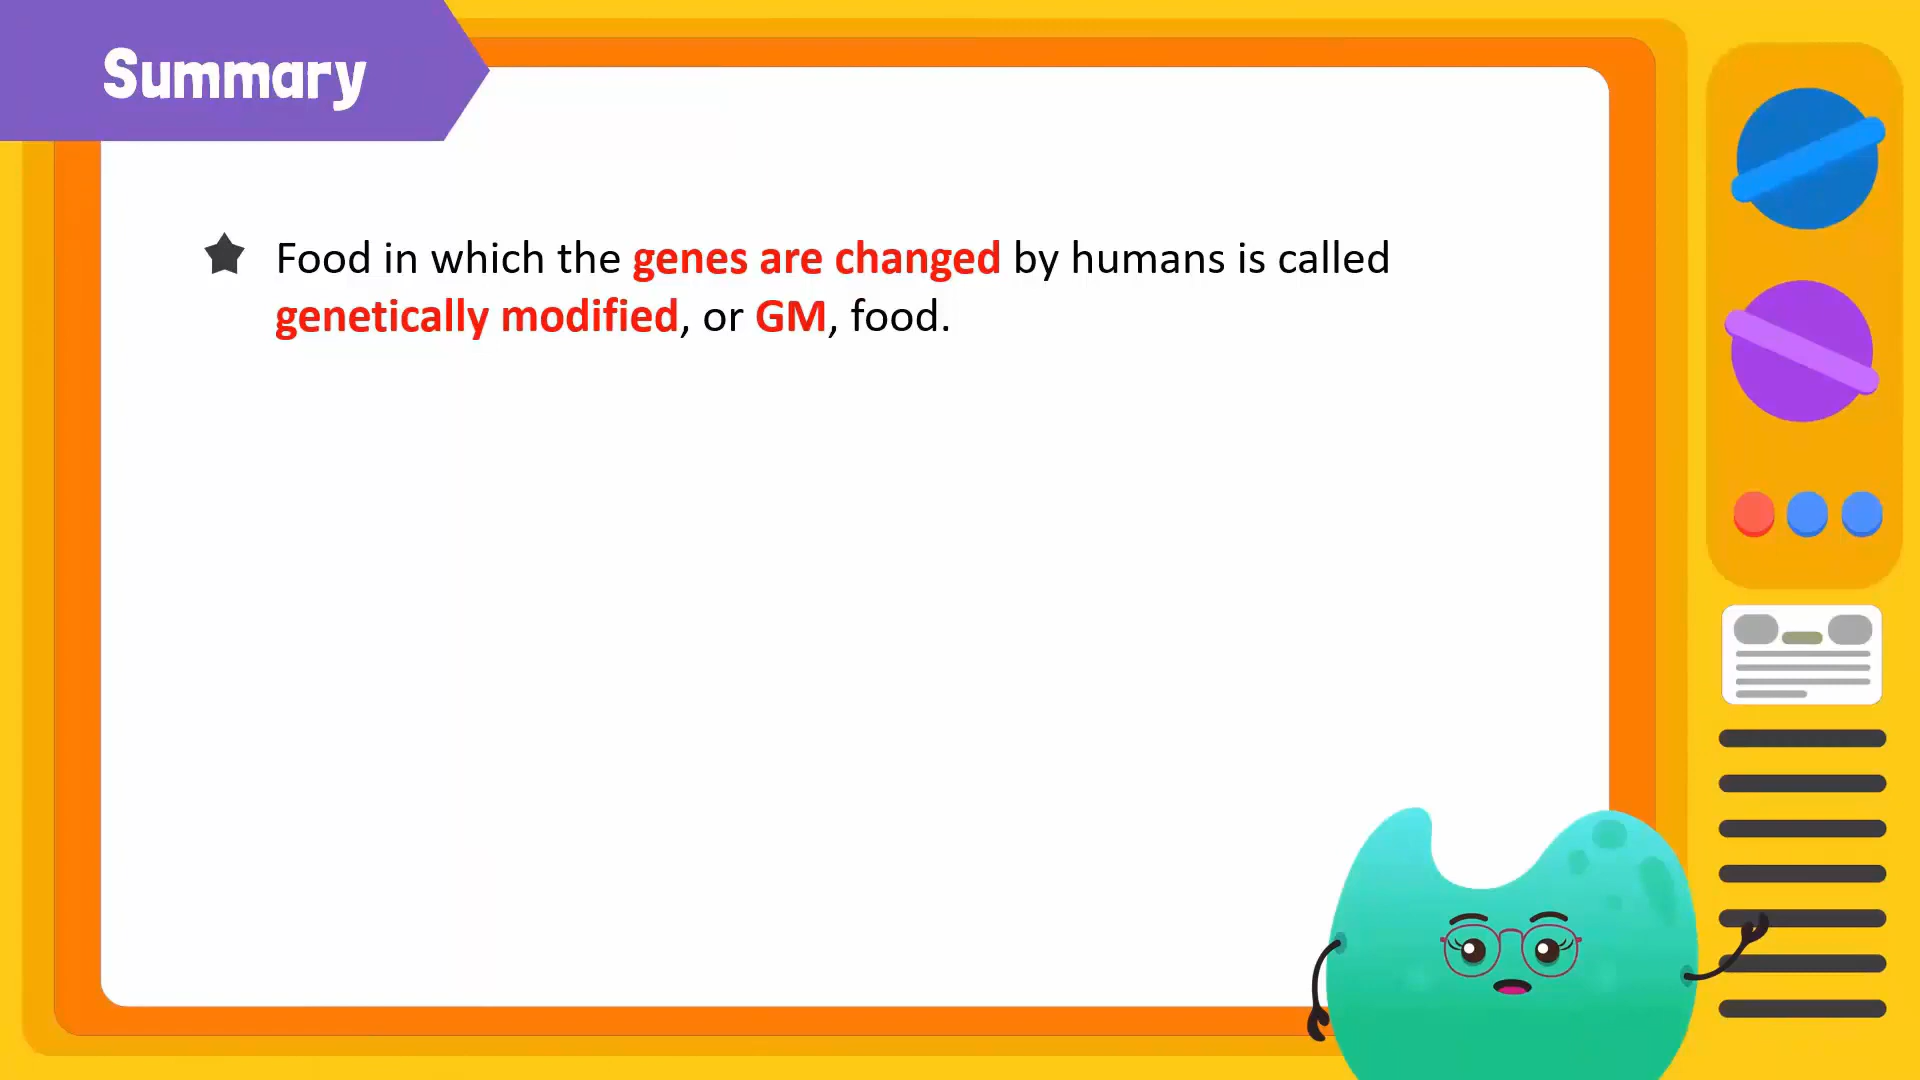 Summary
Food in which the genes are changed by humans is called
genetically modified, or GM, food.